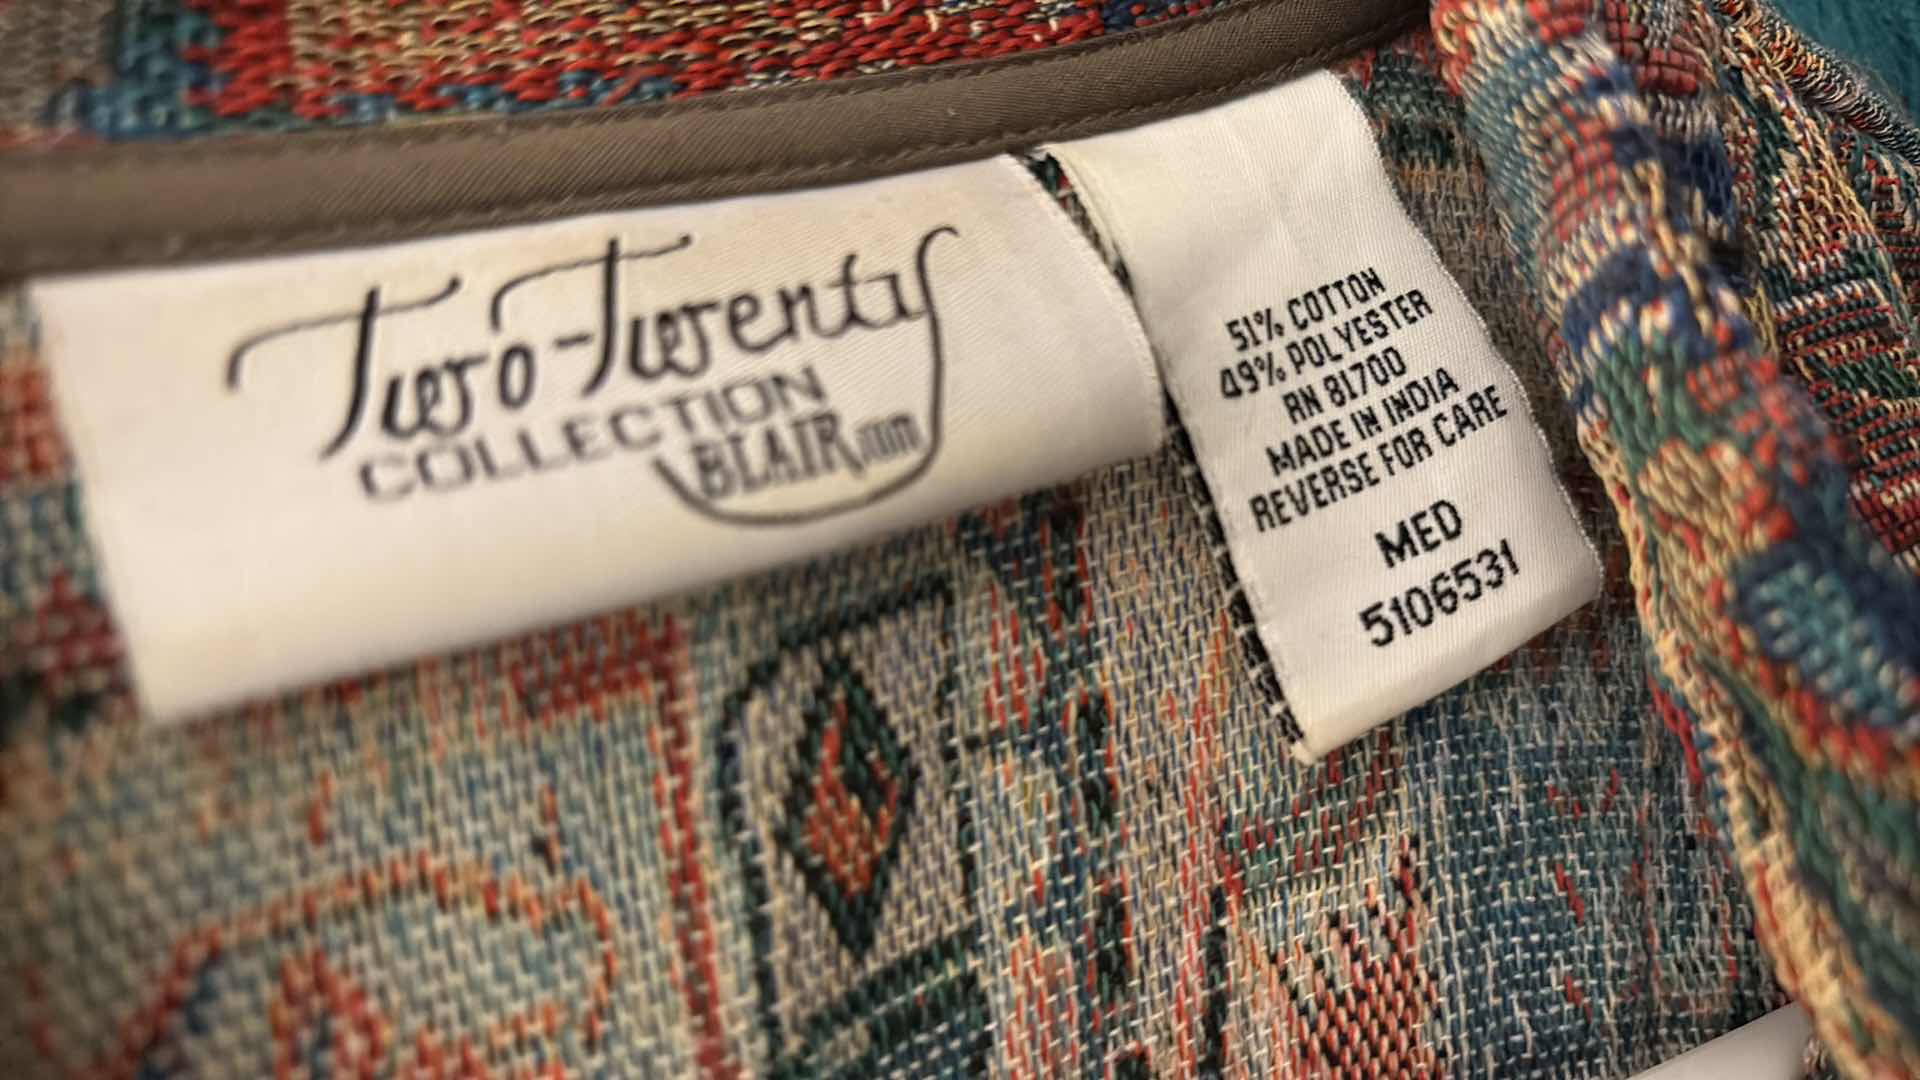 Two-Twenty
COLLECTION
BLAIR.com
51% COTTON
49% POLYESTER
RN 81700
MADE IN INDIA
REVERSE FOR CARE
MED
5106531